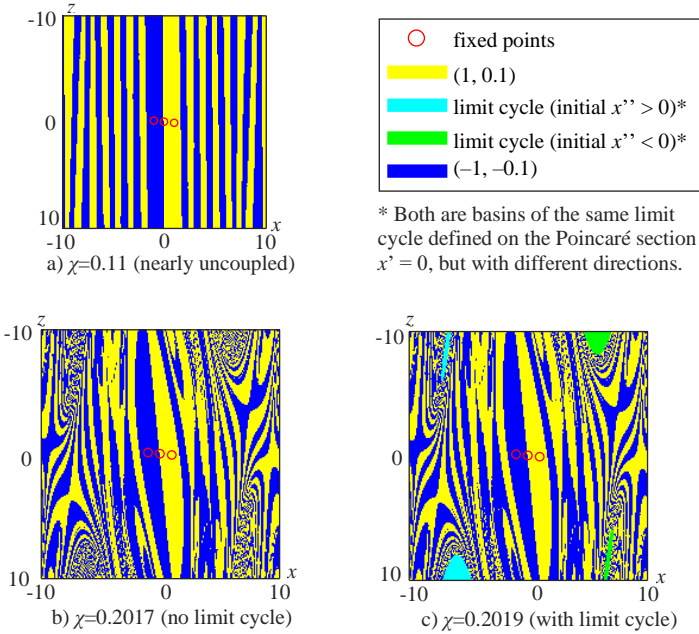 z
-10
0
10
-10
0
10
x
a) χ=0.11 (nearly uncoupled)
fixed points
(1, 0.1)
limit cycle (initial x’’ > 0)*
limit cycle (initial x’’ < 0)*
(–1, –0.1)
* Both are basins of the same limit
cycle defined on the Poincaré section
x’ = 0, but with different directions.
z
-10
0
10
-10
0
10
x
b) χ=0.2017 (no limit cycle)
z
-10
0
10
-10
0
10
x
c) χ=0.2019 (with limit cycle)